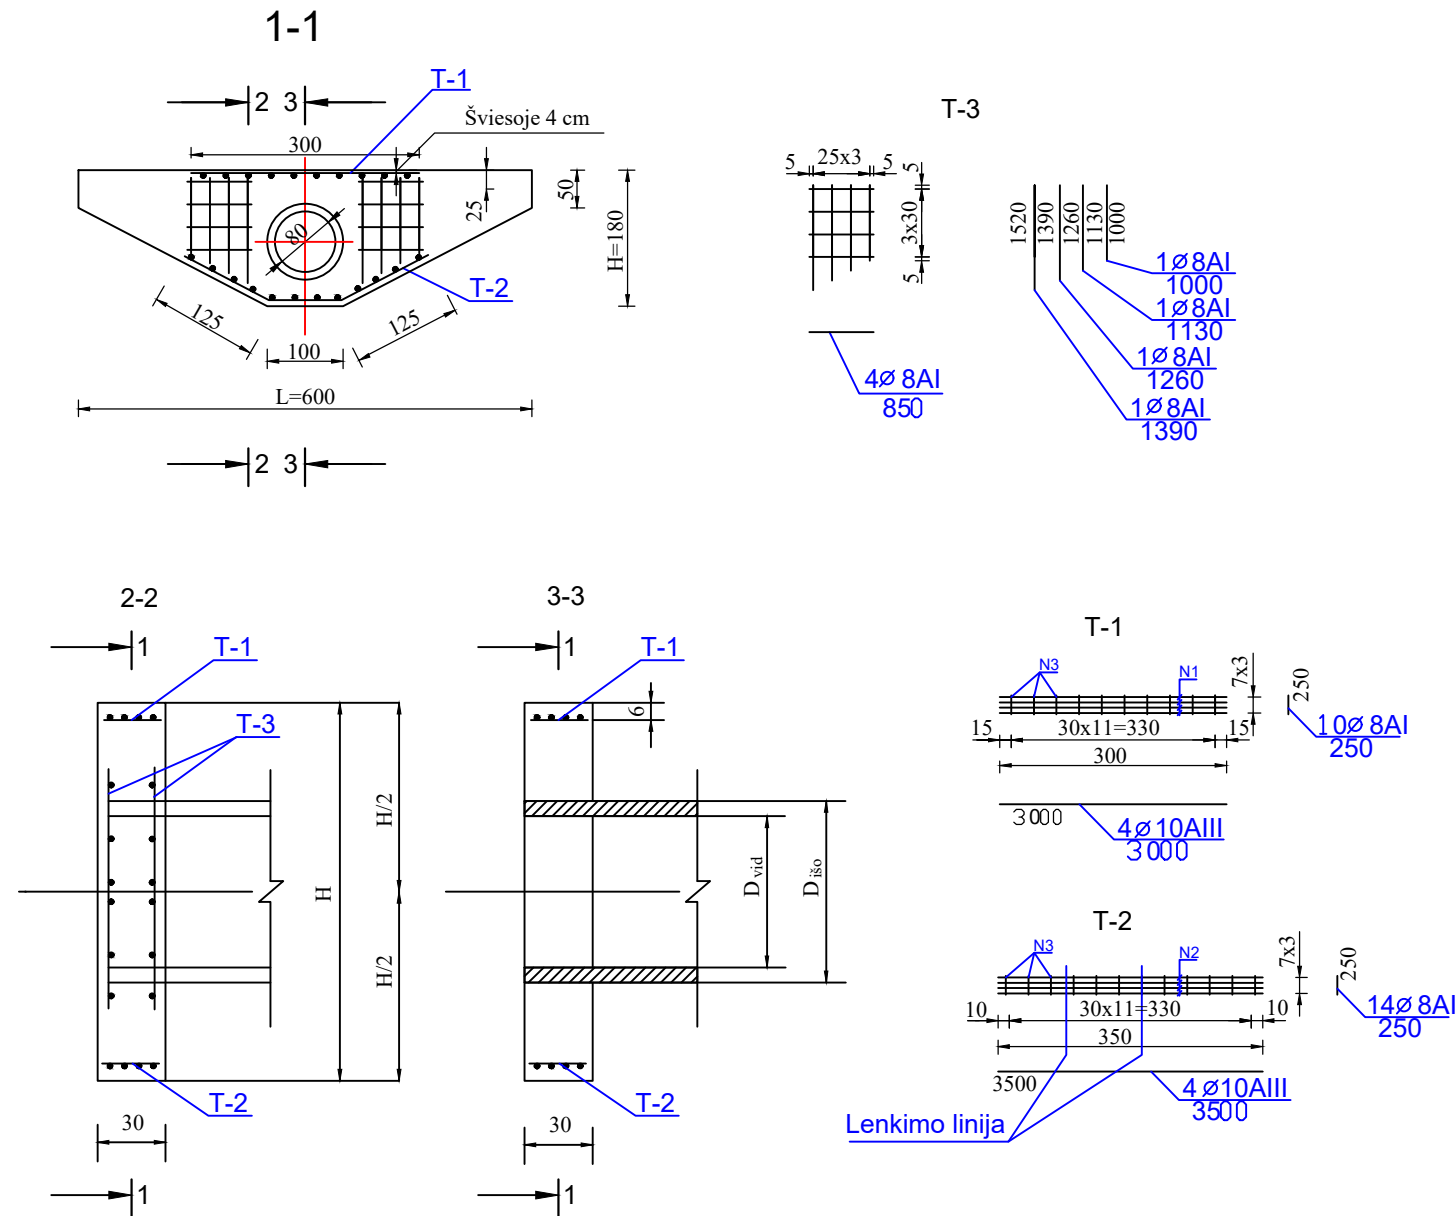 1-1
T-1
2 3
Šviesoje 4 cm
300
50
25
80
H=180
T-2
125
125
100
L=600
2 3
T-3
5
25x3
5
5
3x30
5
4⌀8AI
850
1520
1390
1260
1130
1000
1⌀8AI
1000
1⌀8AI
1130
1⌀8AI
1260
1⌀8AI
1390
2-2
1
T-1
T-3
H/2
H
H/2
T-2
30
1
3-3
1
T-1
6
Dvid
Dišo
T-2
30
1
T-1
N3
N1
7x3
250
15
30x11=330
15
300
10⌀8AI
250
3000
4⌀10AIII
3000
T-2
N3
N2
7x3
250
10
30x11=330
10
350
14⌀8AI
250
3500
4⌀10AIII
3500
Lenkimo linija